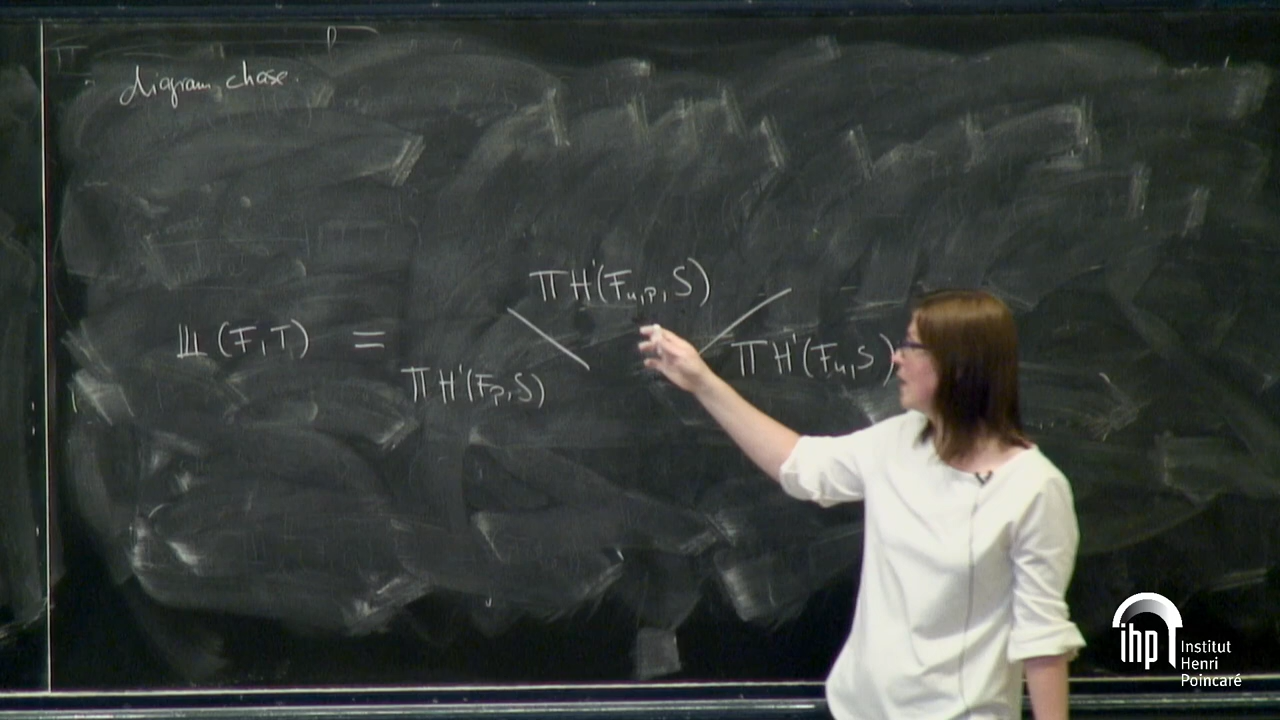 diagram chase.
Ш(F,T) = ∏ H¹(F_P, S) \ ∏ H¹(F_{u,p}, S) / ∏ H¹(F_u, S)
ihp Institut
Henri
Poincaré